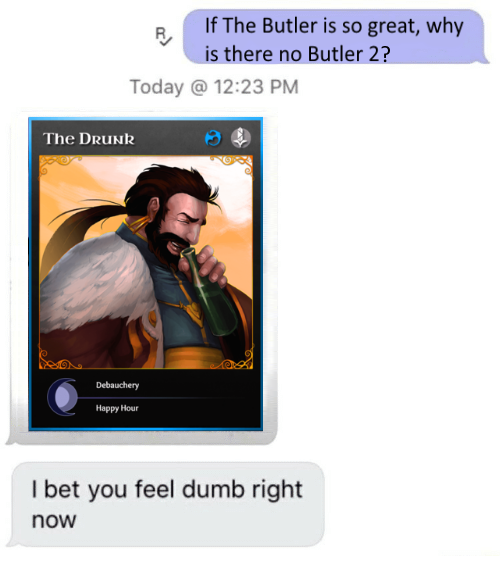 If The Butler is so great, why
is there no Butler 2?
Today @ 12:23 PM
The Drunk
Debauchery
Happy Hour
I bet you feel dumb right
now